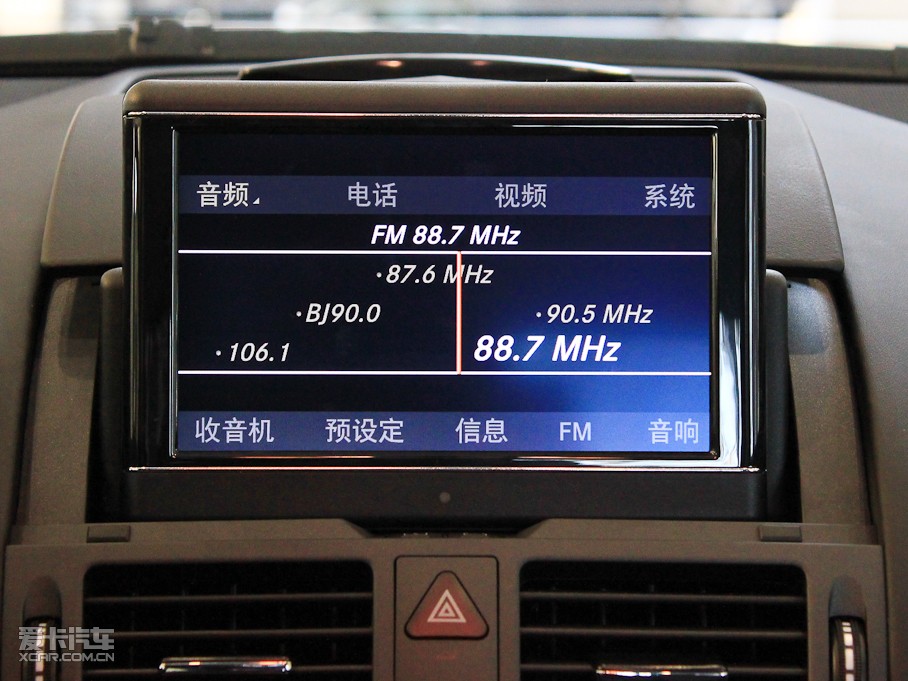 音频 电话 视频 系统
FM 88.7 MHz
·87.6 MHz
·BJ90.0 ·90.5 MHz
·106.1 88.7 MHz
收音机 预设定 信息 FM 音响
爱卡汽车
XCAR.COM.CN